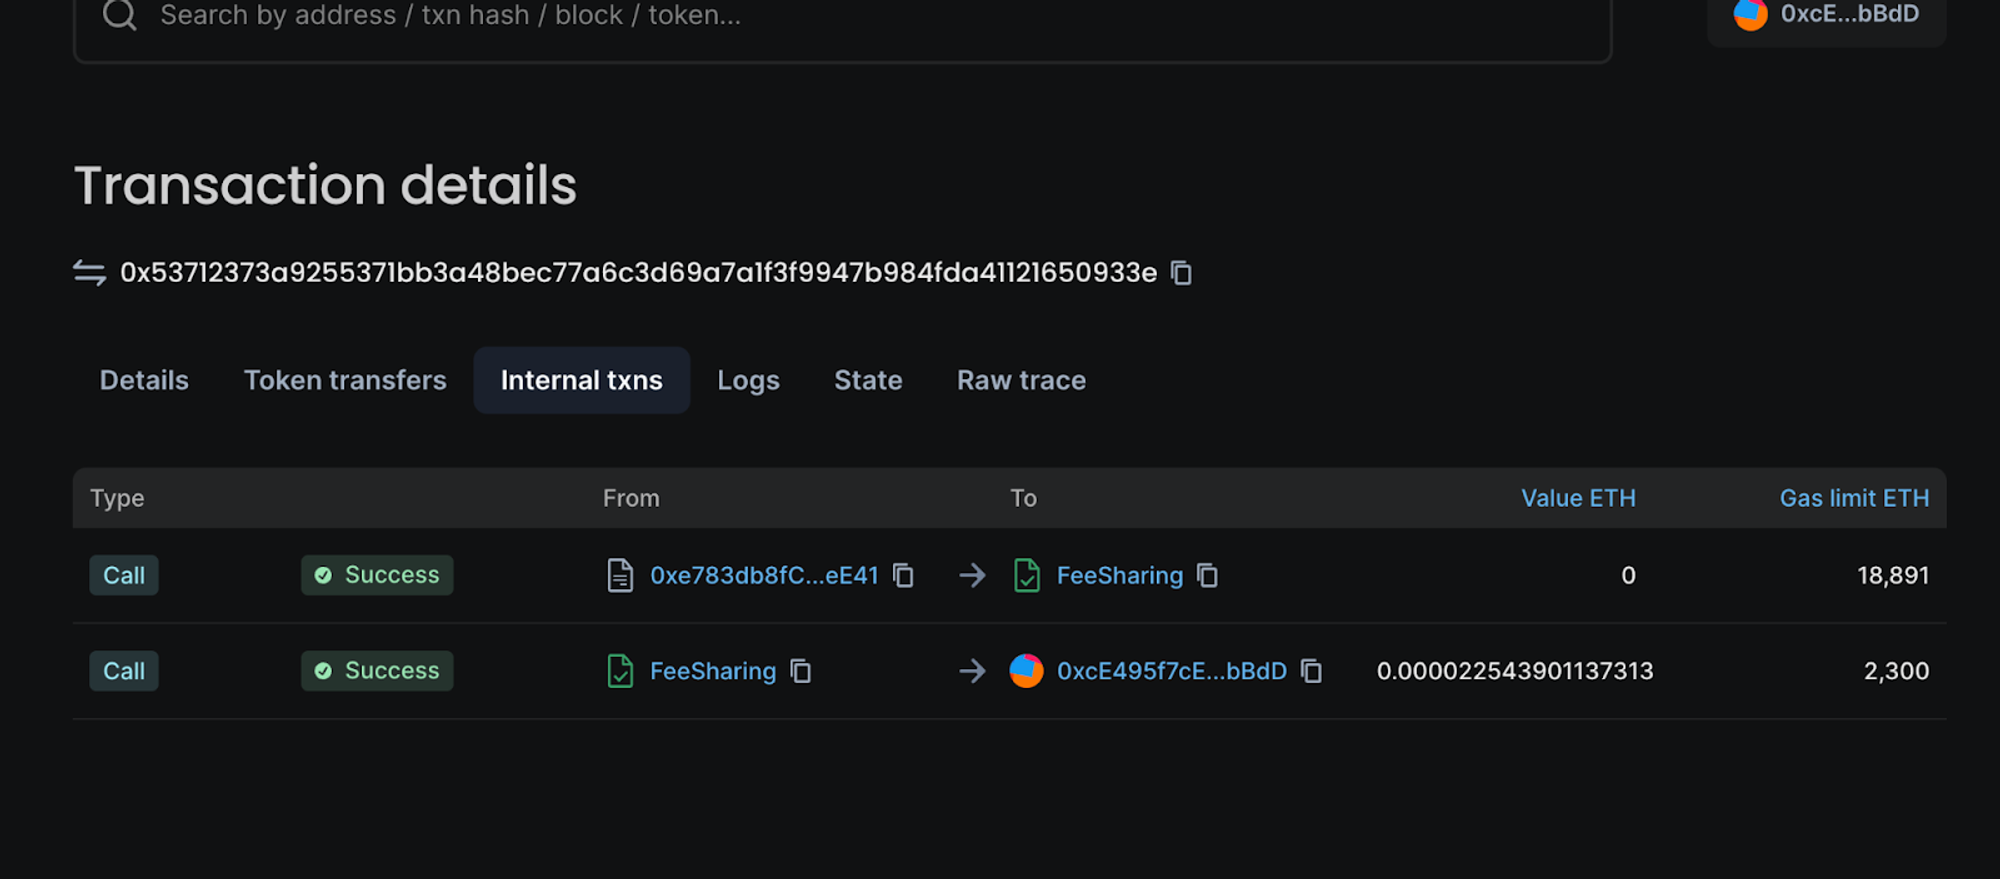 Search by address / txn hash / block / token...
0xcE...bBdD
Transaction details
0x53712373a9255371bb3a48bec77a6c3d69a7a1f3f9947b984fda41121650933e
Details Token transfers Internal txns Logs State Raw trace
Type From To Value ETH Gas limit ETH
Call Success 0xe783db8fC...eE41 FeeSharing 0 18,891
Call Success FeeSharing 0xcE495f7cE...bBdD 0.000022543901137313 2,300